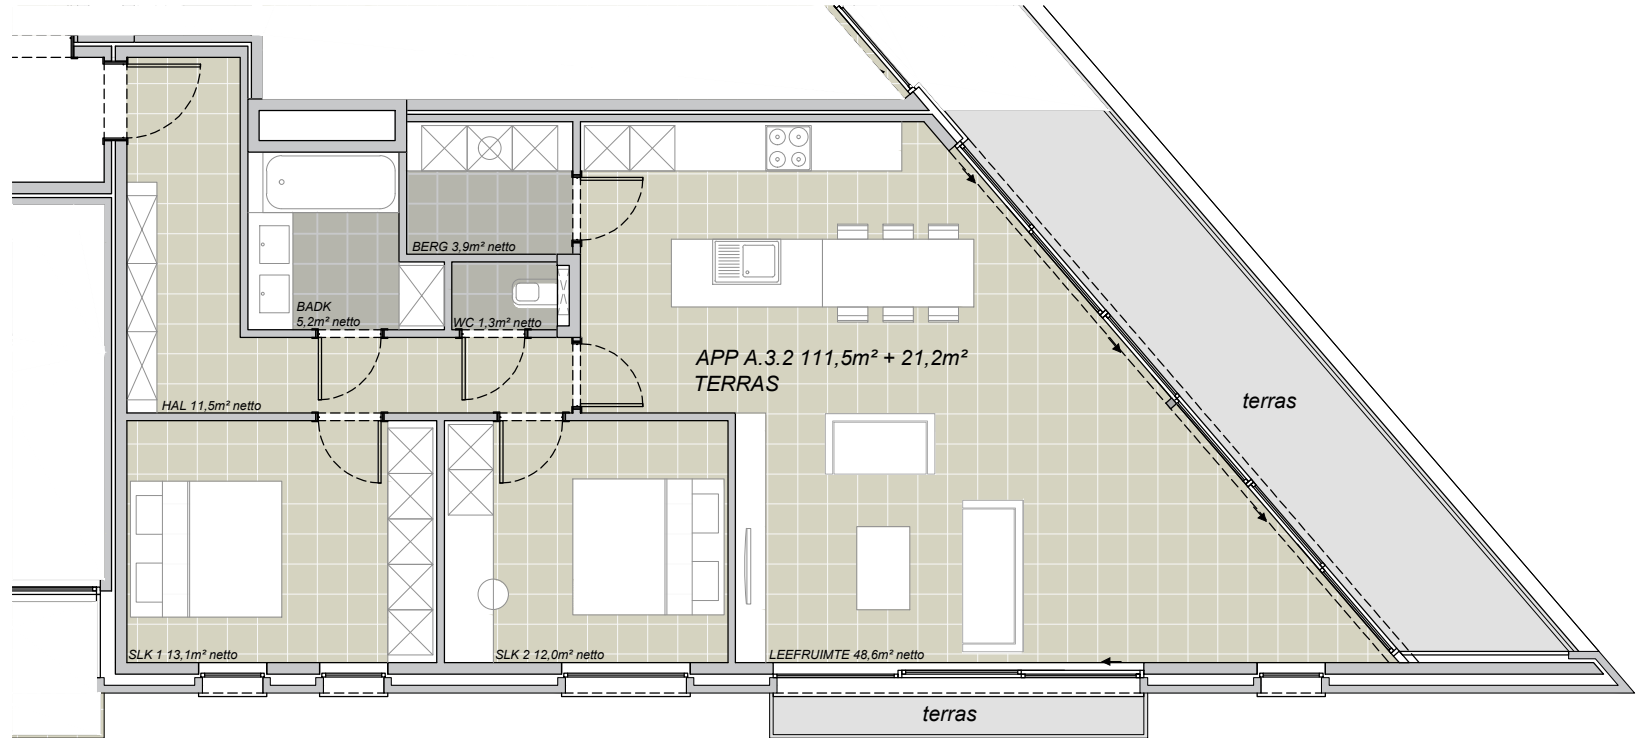 BERG 3,9m² netto
BADK
5,2m² netto
WC 1,3m² netto
APP A.3.2 111,5m² + 21,2m²
TERRAS
terras
HAL 11,5m² netto
SLK 1 13,1m² netto
SLK 2 12,0m² netto
LEEFRUIMTE 48,6m² netto
terras